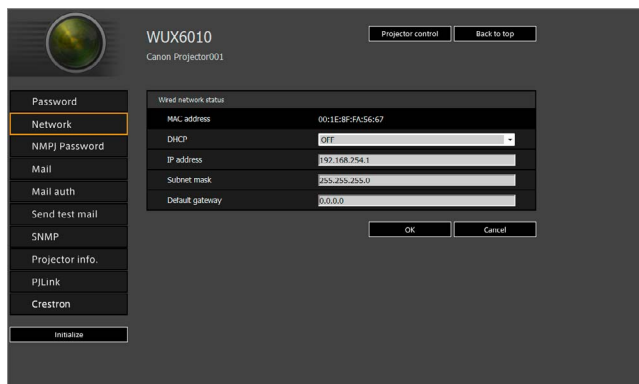 WUX6010
Canon Projector001
Projector control
Back to top
Password
Network
NMPJ Password
Mail
Mail auth
Send test mail
SNMP
Projector info.
PJLink
Crestron
Initialize
Wired network status
MAC address 00:1E:8F:FA:56:67
DHCP OFF
IP address 192.168.254.1
Subnet mask 255.255.255.0
Default gateway 0.0.0.0
OK
Cancel